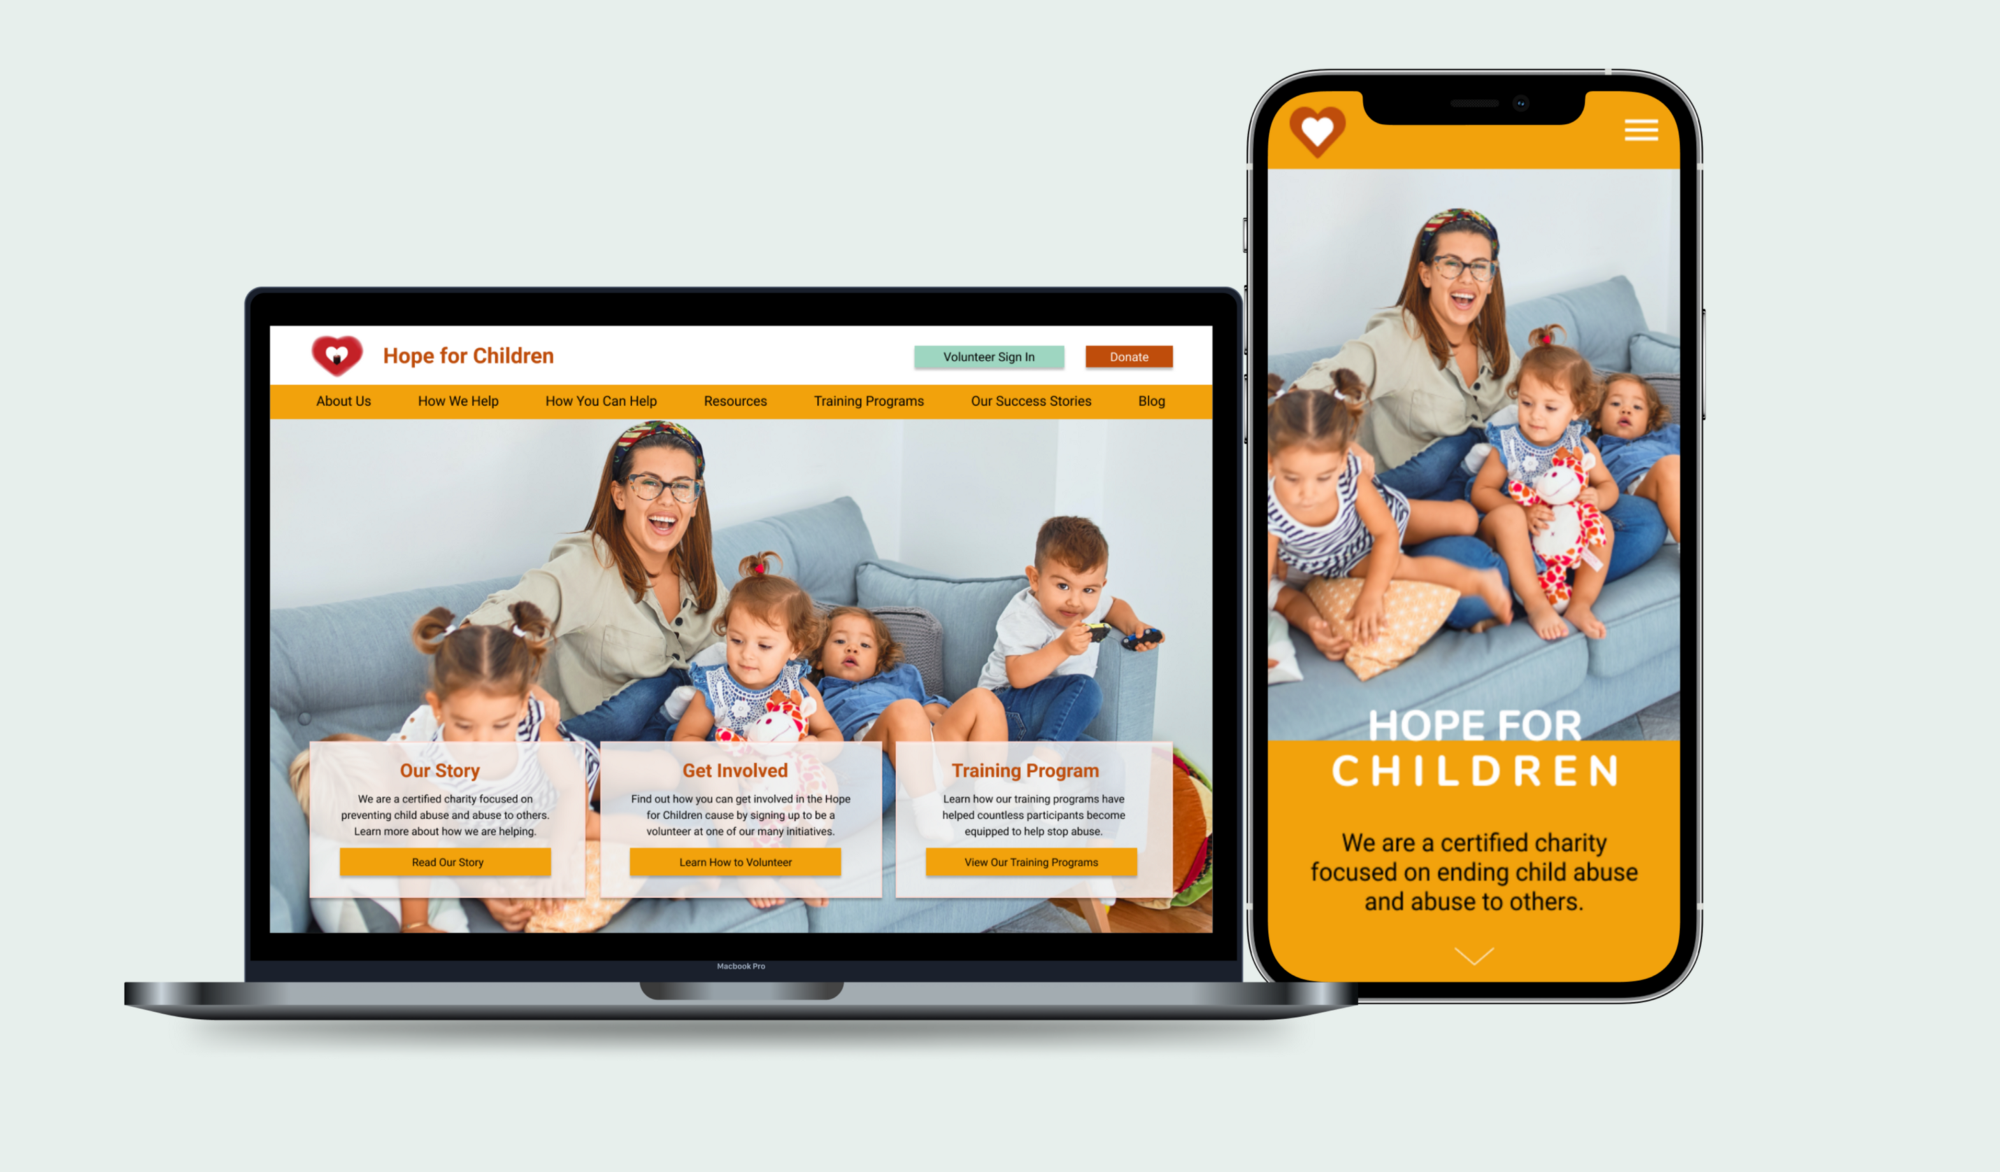 Hope for Children
Volunteer Sign In
Donate
About Us
How We Help
How You Can Help
Resources
Training Programs
Our Success Stories
Blog
Our Story
We are a certified charity focused on
preventing child abuse and abuse to others.
Learn more about how we are helping.
Read Our Story
Get Involved
Find out how you can get involved in the Hope
for Children cause by signing up to be a
volunteer at one of our many initiatives.
Learn How to Volunteer
Training Program
Learn how our training programs have
helped countless participants become
equipped to help stop abuse.
View Our Training Programs
Macbook Pro
HOPE FOR
CHILDREN
We are a certified charity
focused on ending child abuse
and abuse to others.